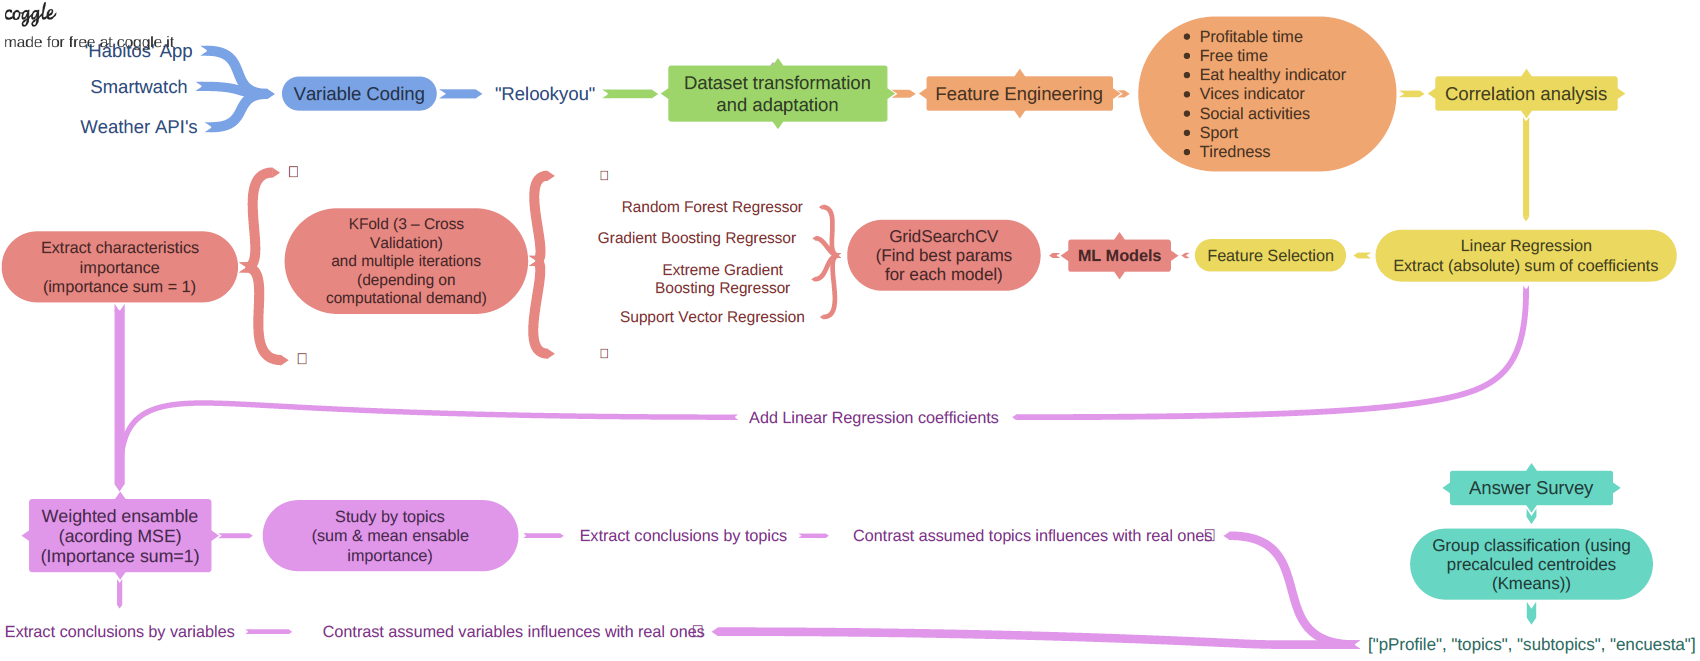 coggle
made for free at coggle.it
"Habitos" App
Smartwatch
Weather API's
Variable Coding
"Relookyou"
Dataset transformation
and adaptation
Feature Engineering
Profitable time
Free time
Eat healthy indicator
Vices indicator
Social activities
Sport
Tiredness
Correlation analysis
Linear Regression
Extract (absolute) sum of coefficients
Feature Selection
ML Models
GridSearchCV
(Find best params
for each model)
Random Forest Regressor
Gradient Boosting Regressor
Extreme Gradient
Boosting Regressor
Support Vector Regression
KFold (3 – Cross
Validation)
and multiple iterations
(depending on
computational demand)
Extract characteristics
importance
(importance sum = 1)
Add Linear Regression coefficients
Weighted ensemble
(acording MSE)
(Importance sum=1)
Study by topics
(sum & mean ensable
importance)
Extract conclusions by topics
Contrast assumed topics influences with real ones
Extract conclusions by variables
Contrast assumed variables influences with real ones
Answer Survey
Group classification (using
precalculed centroides
(Kmeans))
["pProfile", "topics", "subtopics", "encuesta"]